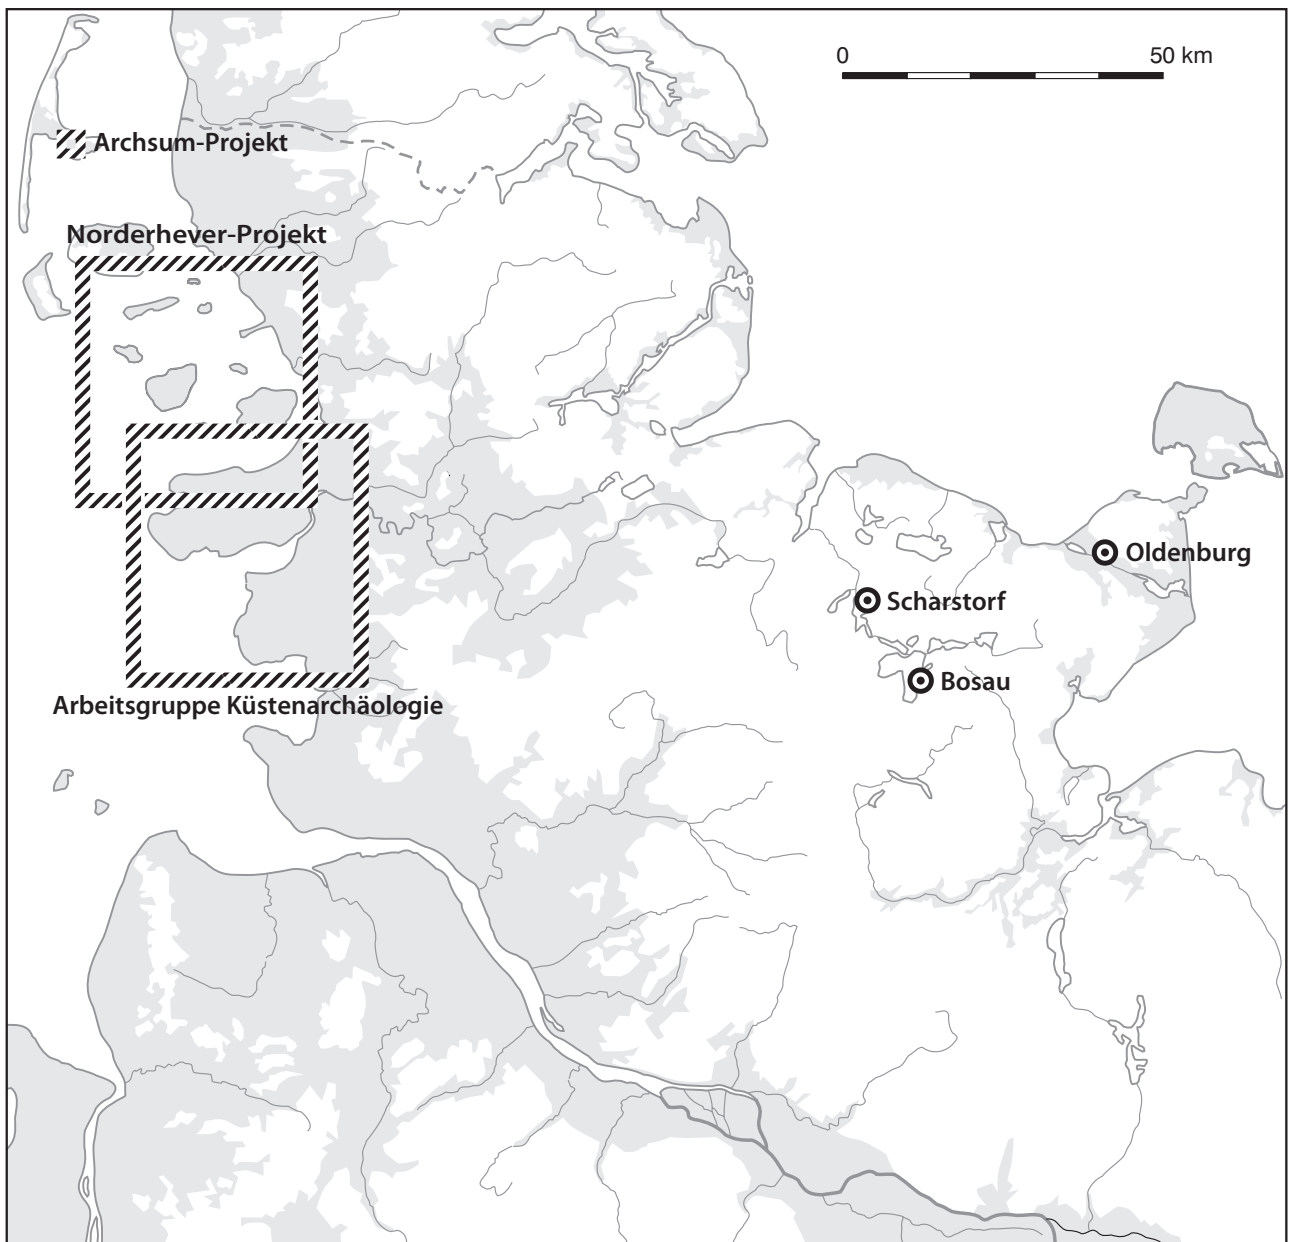 0 50 km
Archsum-Projekt
Norderhever-Projekt
Oldenburg
Scharstorf
Bosau
Arbeitsgruppe Küstenarchäologie